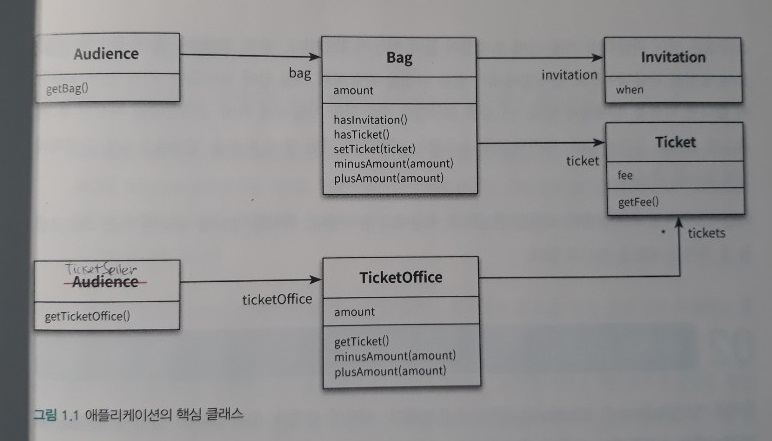 Audience
getBag()
bag
Bag
amount
hasInvitation()
hasTicket()
setTicket(ticket)
minusAmount(amount)
plusAmount(amount)
invitation
Invitation
when
ticket
Ticket
fee
getFee()
* tickets
TicketSeller
Audience
getTicketOffice()
ticketOffice
TicketOffice
amount
getTicket()
minusAmount(amount)
plusAmount(amount)
그림 1.1 애플리케이션의 핵심 클래스